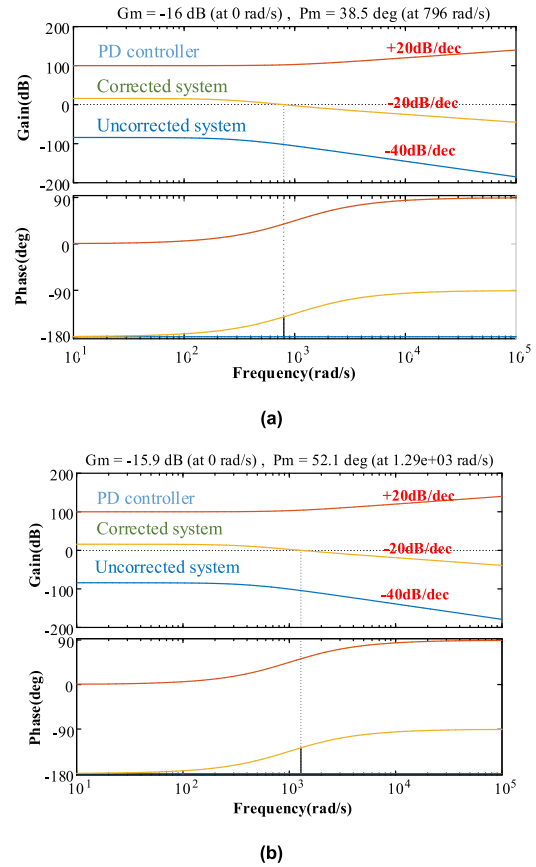 Gm = -16 dB (at 0 rad/s) , Pm = 38.5 deg (at 796 rad/s)
200
100
0
-100
-200
Gain(dB)
PD controller
+20dB/dec
Corrected system
-20dB/dec
Uncorrected system
-40dB/dec
90
0
-90
-180
Phase(deg)
10^1
10^2
10^3
10^4
10^5
Frequency(rad/s)
(a)
Gm = -15.9 dB (at 0 rad/s) , Pm = 52.1 deg (at 1.29e+03 rad/s)
200
100
0
-100
-200
Gain(dB)
PD controller
+20dB/dec
Corrected system
-20dB/dec
Uncorrected system
-40dB/dec
90
0
-90
-180
Phase(deg)
10^1
10^2
10^3
10^4
10^5
Frequency(rad/s)
(b)